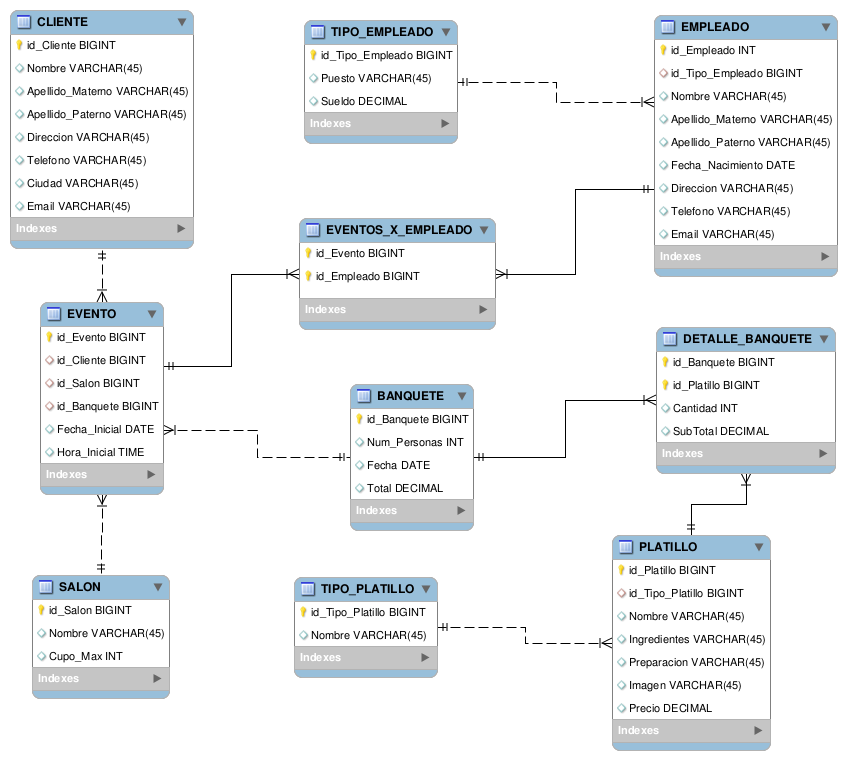 CLIENTE
id_Cliente BIGINT
Nombre VARCHAR(45)
Apellido_Materno VARCHAR(45)
Apellido_Paterno VARCHAR(45)
Direccion VARCHAR(45)
Telefono VARCHAR(45)
Ciudad VARCHAR(45)
Email VARCHAR(45)
Indexes
TIPO_EMPLEADO
id_Tipo_Empleado BIGINT
Puesto VARCHAR(45)
Sueldo DECIMAL
Indexes
EMPLEADO
id_Empleado INT
id_Tipo_Empleado BIGINT
Nombre VARCHAR(45)
Apellido_Materno VARCHAR(45)
Apellido_Paterno VARCHAR(45)
Fecha_Nacimiento DATE
Direccion VARCHAR(45)
Telefono VARCHAR(45)
Email VARCHAR(45)
Indexes
EVENTOS_X_EMPLEADO
id_Evento BIGINT
id_Empleado BIGINT
Indexes
EVENTO
id_Evento BIGINT
id_Cliente BIGINT
id_Salon BIGINT
id_Banquete BIGINT
Fecha_Inicial DATE
Hora_Inicial TIME
Indexes
BANQUETE
id_Banquete BIGINT
Num_Personas INT
Fecha DATE
Total DECIMAL
Indexes
DETALLE_BANQUETE
id_Banquete BIGINT
id_Platillo BIGINT
Cantidad INT
SubTotal DECIMAL
Indexes
SALON
id_Salon BIGINT
Nombre VARCHAR(45)
Cupo_Max INT
Indexes
TIPO_PLATILLO
id_Tipo_Platillo BIGINT
Nombre VARCHAR(45)
Indexes
PLATILLO
id_Platillo BIGINT
id_Tipo_Platillo BIGINT
Nombre VARCHAR(45)
Ingredientes VARCHAR(45)
Preparacion VARCHAR(45)
Imagen VARCHAR(45)
Precio DECIMAL
Indexes